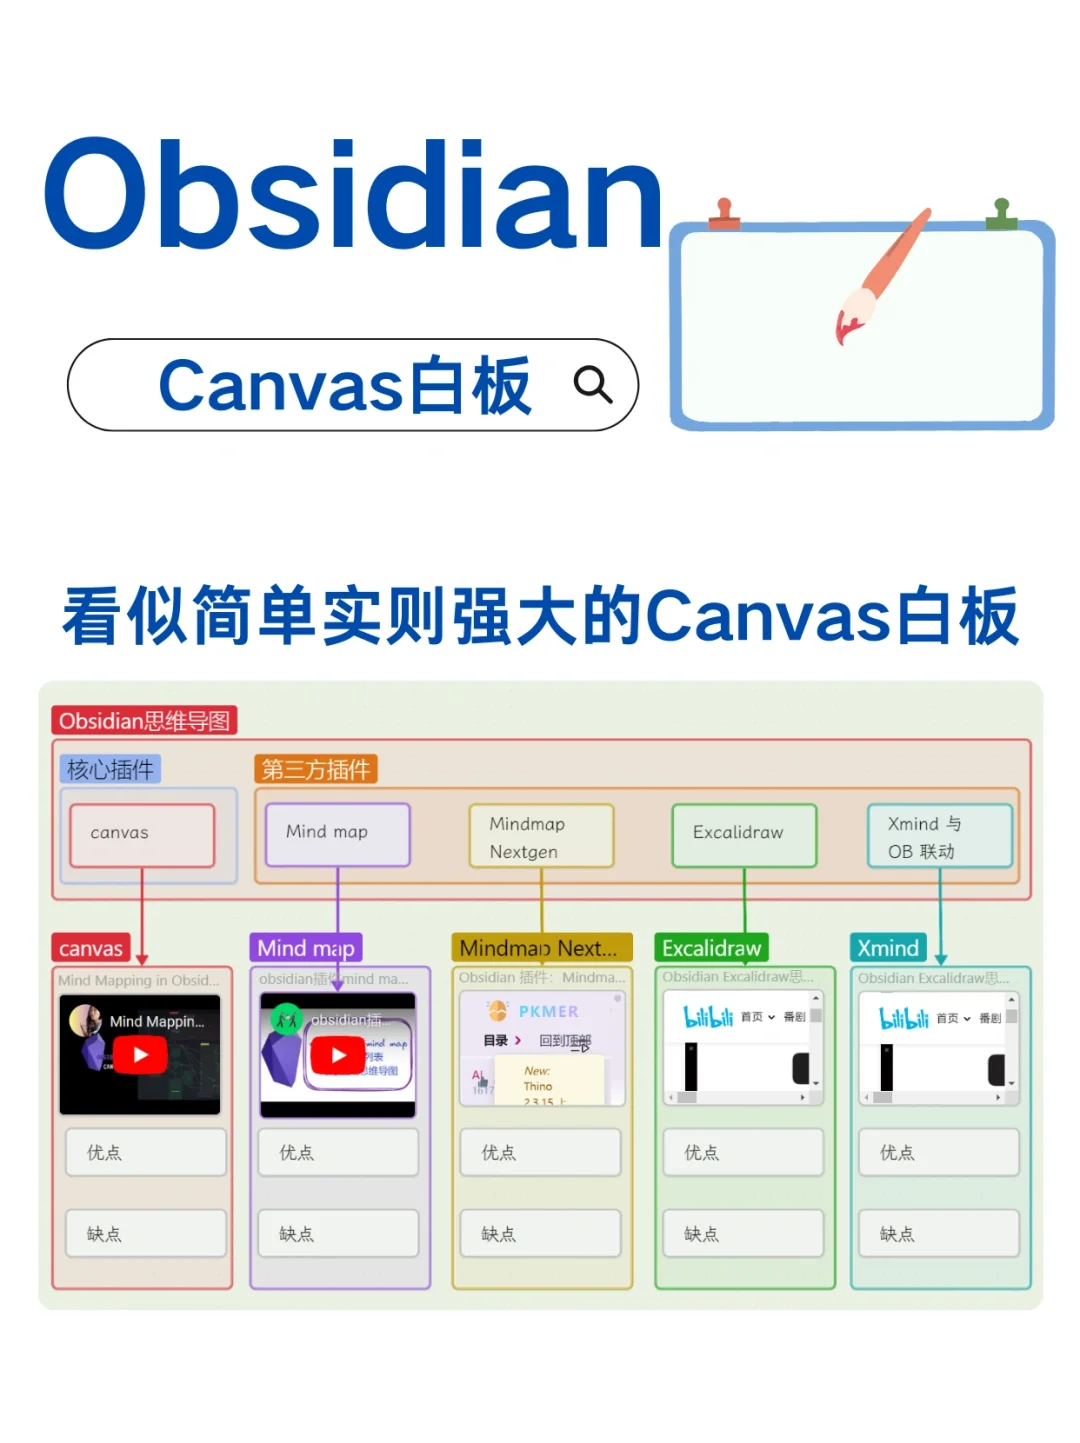 Obsidian
Canvas白板
看似简单实则强大的Canvas白板
Obsidian思维导图
核心插件
第三方插件
canvas
Mind map
Mindmap
Nextgen
Excalidraw
Xmind 与
OB 联动
canvas
Mind map
Mindmap Next...
Excalidraw
Xmind
Mind Mapping in Obsid...
obsidian插件mind ma...
Obsidian 插件：Mindma...
Obsidian Excalidraw思...
Obsidian Excalidraw思...
Mind Mappin...
obsidian插...
mind map
列表
思维导图
PKMER
目录
回到顶部
New:
Thino
bilibili 首页 番剧
bilibili 首页 番剧
优点
优点
优点
优点
优点
缺点
缺点
缺点
缺点
缺点